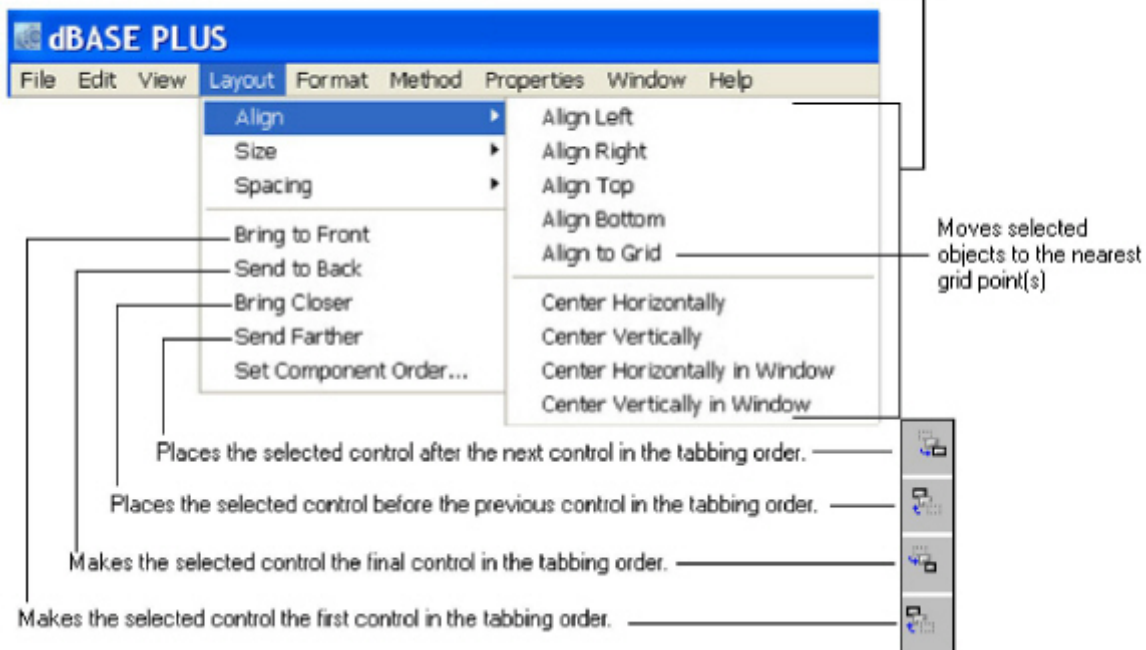 dBASE PLUS
File Edit View Layout Format Method Properties Window Help
Align
Size
Spacing
Bring to Front
Send to Back
Bring Closer
Send Farther
Set Component Order...
Align Left
Align Right
Align Top
Align Bottom
Align to Grid
Center Horizontally
Center Vertically
Center Horizontally in Window
Center Vertically in Window
Moves selected
objects to the nearest
grid point(s)
Places the selected control after the next control in the tabbing order.
Places the selected control before the previous control in the tabbing order.
Makes the selected control the final control in the tabbing order.
Makes the selected control the first control in the tabbing order.